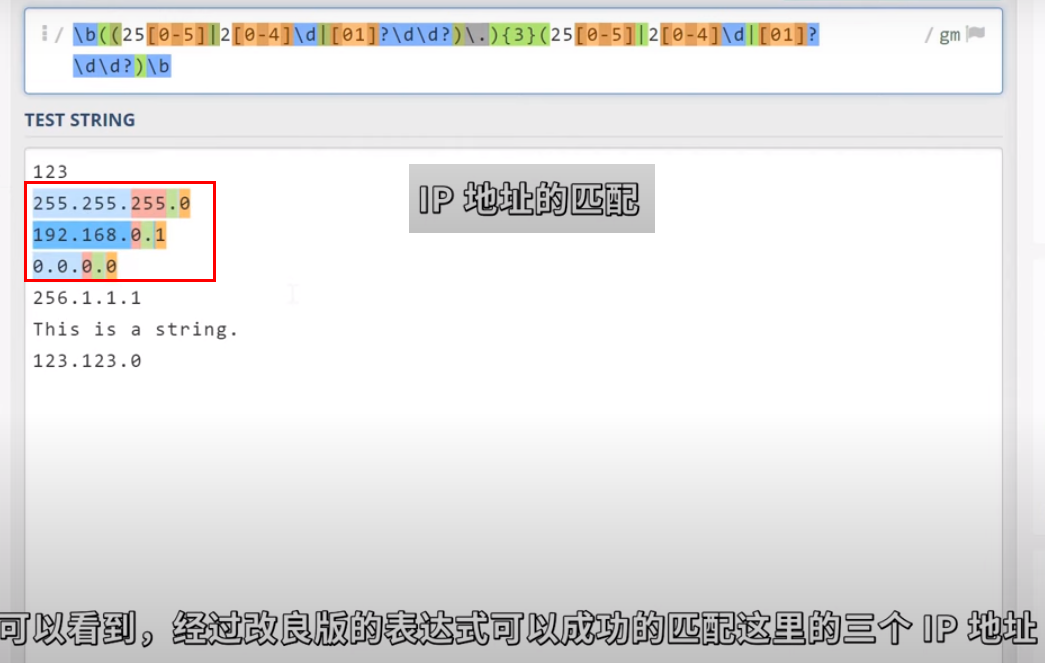 / \b((25[0-5]|2[0-4]\d|[01]?\d\d?)\.){3}(25[0-5]|2[0-4]\d|[01]? / gm
\d\d?)\b
TEST STRING
123
IP 地址的匹配
255.255.255.0
192.168.0.1
0.0.0.0
256.1.1.1
This is a string.
123.123.0
可以看到，经过改良版的表达式可以成功的匹配这里的三个 IP 地址